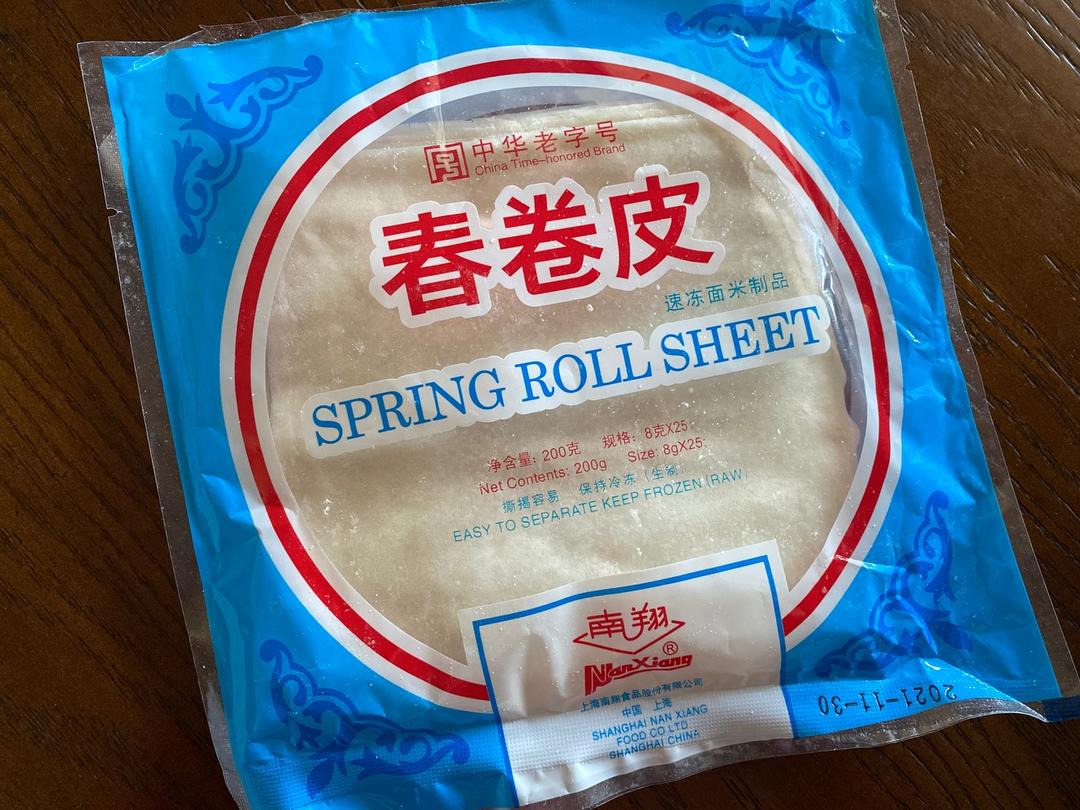 中华老字号
China Time-honored Brand
春卷皮
速冻面米制品
SPRING ROLL SHEET
净含量: 200克 规格: 8克X25
Net Contents: 200g Size: 8gX25
撕揭容易 保持冷冻 (生制)
EASY TO SEPARATE KEEP FROZEN (RAW)
南翔
NanXiang®
上海南翔食品股份有限公司
中国 上海
SHANGHAI NAN XIANG
FOOD CO LTD
SHANGHAI CHINA
2021-11-30